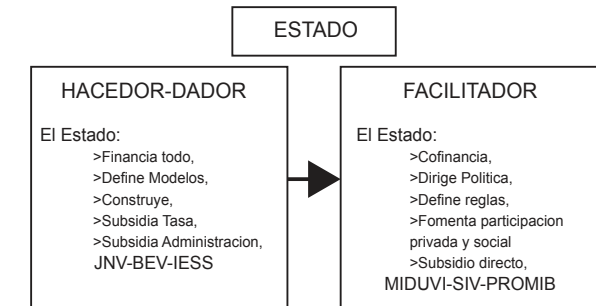 ESTADO
HACEDOR-DADOR
El Estado:
>Financia todo,
>Define Modelos,
>Construye,
>Subsidia Tasa,
>Subsidia Administracion,
JNV-BEV-IESS
FACILITADOR
El Estado:
>Cofinancia,
>Dirige Politica,
>Define reglas,
>Fomenta participacion
privada y social
>Subsidio directo,
MIDUVI-SIV-PROMIB